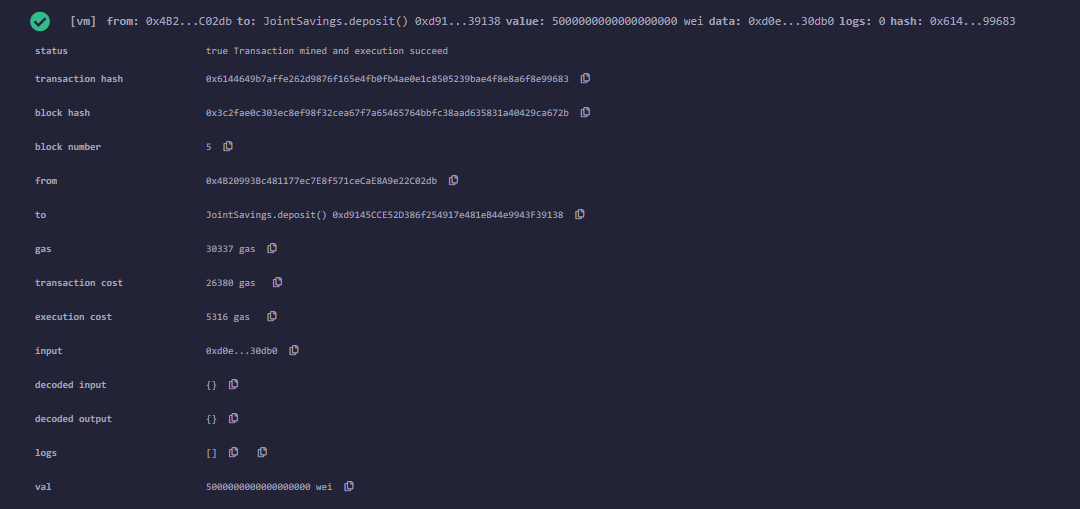 [vm] from: 0x4B2...C02db to: JointSavings.deposit() 0xd91...39138 value: 5000000000000000000 wei data: 0xd0e...30db0 logs: 0 hash: 0x614...99683
status true Transaction mined and execution succeed
transaction hash 0x6144649b7affe262d9876f165e4fb0fb4ae0e1c8505239bae4f8e8a6f8e99683
block hash 0x3c2fae0c303ec8ef98f32cea67f7a65465764bbfc38aad635831a40429ca672b
block number 5
from 0x4B20993Bc481177ec7E8f571ceCaE8A9e22C02db
to JointSavings.deposit() 0xd9145CCE52D386f254917e481eB44e9943F39138
gas 30337 gas
transaction cost 26380 gas
execution cost 5316 gas
input 0xd0e...30db0
decoded input {}
decoded output {}
logs []
val 5000000000000000000 wei